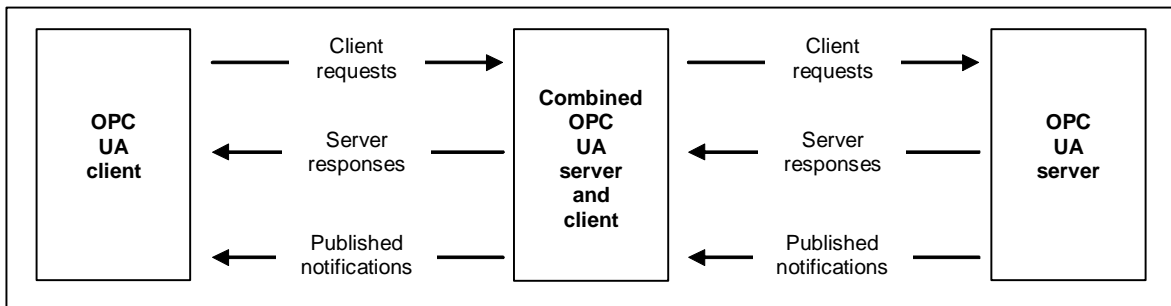 OPC
UA
client
Client
requests
Server
responses
Published
notifications
Combined
OPC
UA
server
and
client
Client
requests
Server
responses
Published
notifications
OPC
UA
server